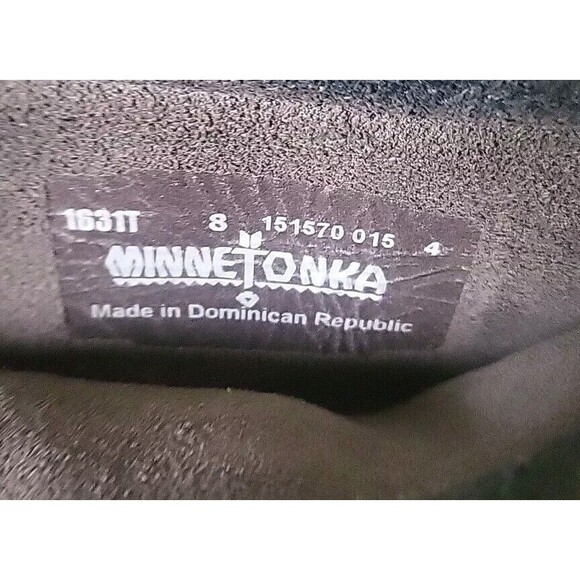 1631T 8 151570 015 4
MINNETONKA
Made in Dominican Republic